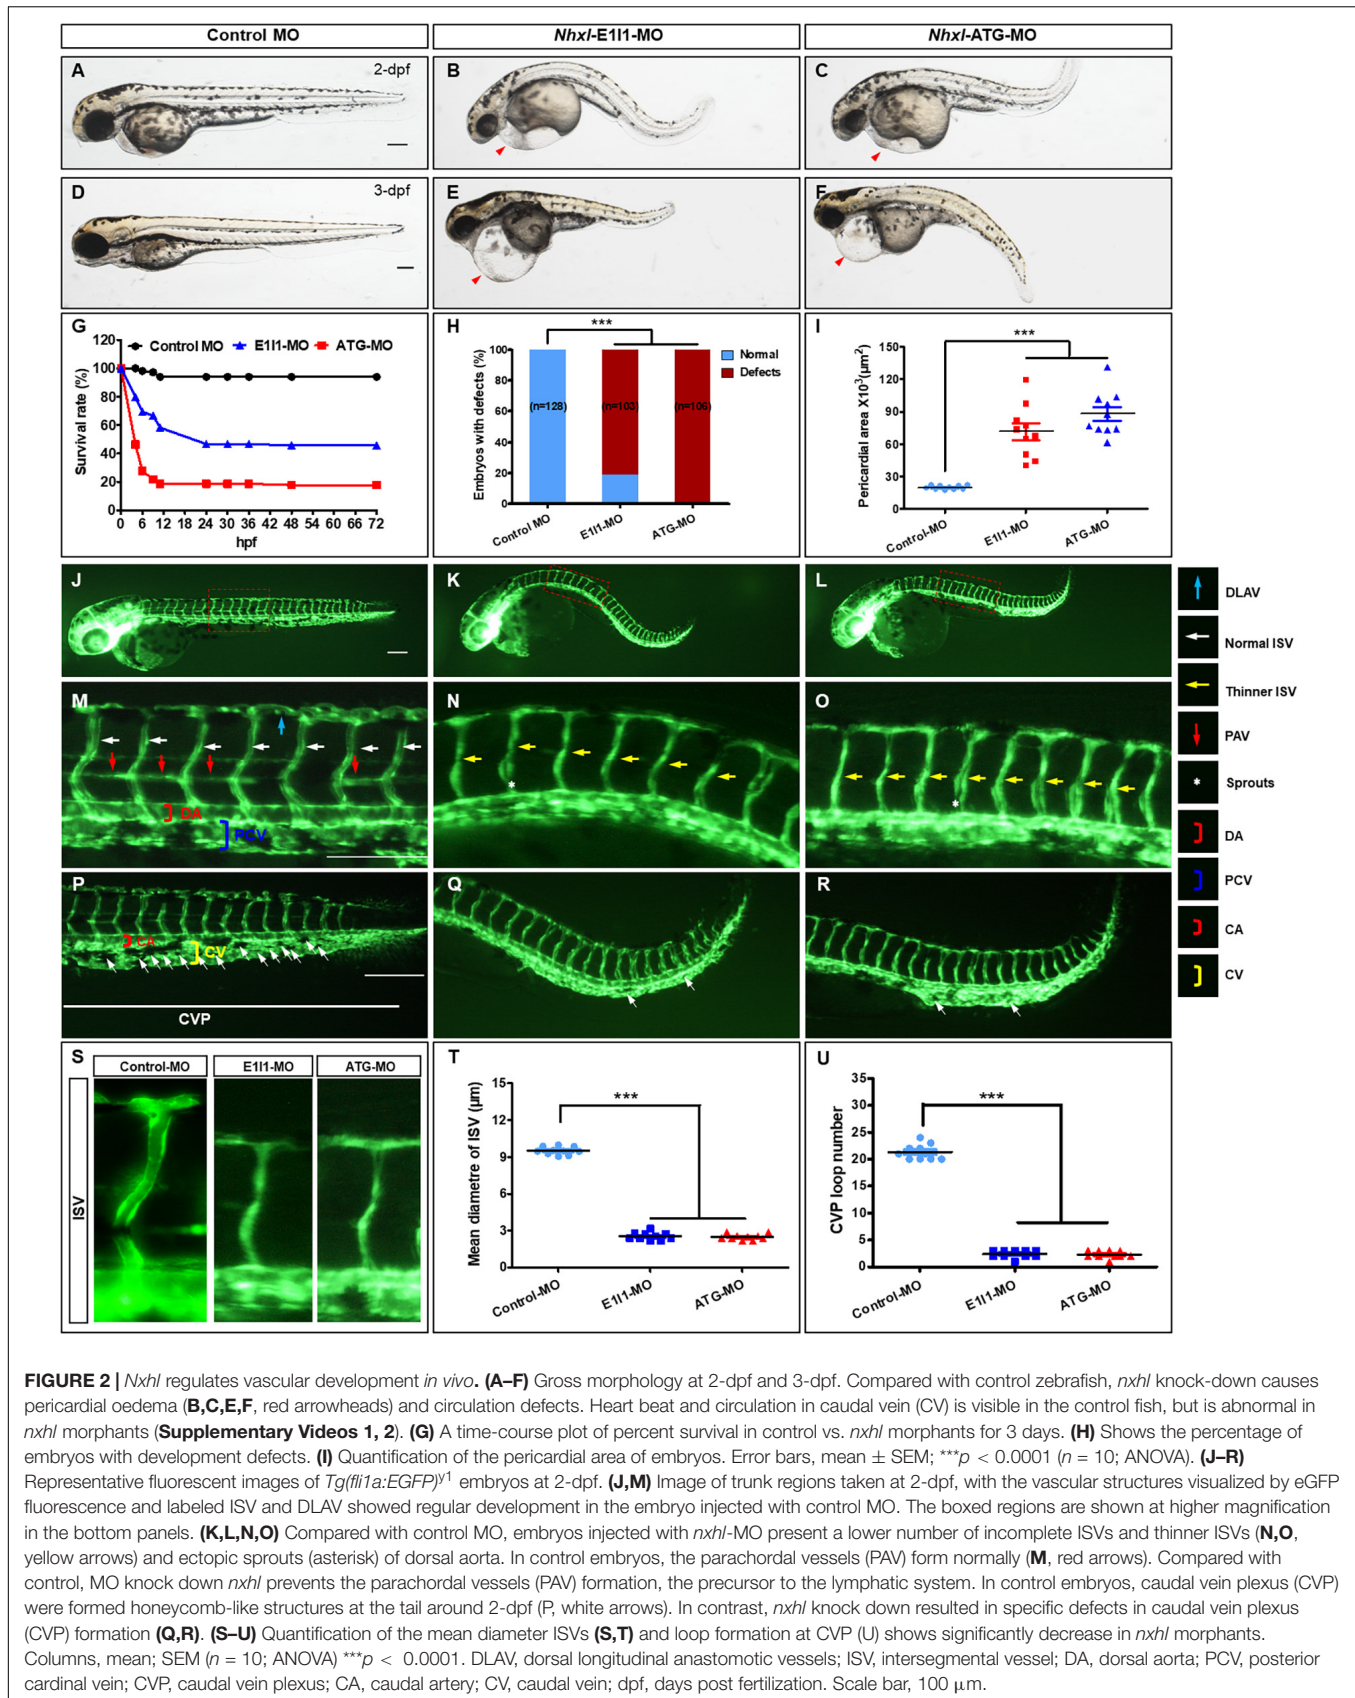 Control MO
Nhxl-E1I1-MO
Nhxl-ATG-MO
A
2-dpf
B
C
D
3-dpf
E
F
G
Control MO
E1I1-MO
ATG-MO
Survival rate (%)
120
100
80
60
40
20
0
0 6 12 18 24 30 36 42 48 54 60 66 72
hpf
H
***
Normal
Defects
Embryos with defects (%)
100
80
60
40
20
0
(n=128)
(n=103)
(n=106)
Control MO
E1I1-MO
ATG-MO
I
***
Pericardial area X10³(µm²)
150
120
90
60
30
0
Control-MO
E1I1-MO
ATG-MO
J
K
L
DLAV
Normal ISV
Thinner ISV
PAV
Sprouts
DA
PCV
CA
CV
M
DA
PCV
N
*
O
*
P
CA
CV
CVP
Q
R
S
Control-MO
E1I1-MO
ATG-MO
ISV
T
***
Mean diametre of ISV (µm)
15
12
9
6
3
0
Control-MO
E1I1-MO
ATG-MO
U
***
CVP loop number
35
30
25
20
15
10
5
0
Control-MO
E1I1-MO
ATG-MO
FIGURE 2 | Nxhl regulates vascular development in vivo. (A–F) Gross morphology at 2-dpf and 3-dpf. Compared with control zebrafish, nxhl knock-down causes
pericardial oedema (B,C,E,F, red arrowheads) and circulation defects. Heart beat and circulation in caudal vein (CV) is visible in the control fish, but is abnormal in
nxhl morphants (Supplementary Videos 1, 2). (G) A time-course plot of percent survival in control vs. nxhl morphants for 3 days. (H) Shows the percentage of
embryos with development defects. (I) Quantification of the pericardial area of embryos. Error bars, mean ± SEM; ***p < 0.0001 (n = 10; ANOVA). (J–R)
Representative fluorescent images of Tg(fli1a:EGFP)ʸ¹ embryos at 2-dpf. (J,M) Image of trunk regions taken at 2-dpf, with the vascular structures visualized by eGFP
fluorescence and labeled ISV and DLAV showed regular development in the embryo injected with control MO. The boxed regions are shown at higher magnification
in the bottom panels. (K,L,N,O) Compared with control MO, embryos injected with nxhl-MO present a lower number of incomplete ISVs and thinner ISVs (N,O,
yellow arrows) and ectopic sprouts (asterisk) of dorsal aorta. In control embryos, the parachordal vessels (PAV) form normally (M, red arrows). Compared with
control, MO knock down nxhl prevents the parachordal vessels (PAV) formation, the precursor to the lymphatic system. In control embryos, caudal vein plexus (CVP)
were formed honeycomb-like structures at the tail around 2-dpf (P, white arrows). In contrast, nxhl knock down resulted in specific defects in caudal vein plexus
(CVP) formation (Q,R). (S–U) Quantification of the mean diameter ISVs (S,T) and loop formation at CVP (U) shows significantly decrease in nxhl morphants.
Columns, mean; SEM (n = 10; ANOVA) ***p < 0.0001. DLAV, dorsal longitudinal anastomotic vessels; ISV, intersegmental vessel; DA, dorsal aorta; PCV, posterior
cardinal vein; CVP, caudal vein plexus; CA, caudal artery; CV, caudal vein; dpf, days post fertilization. Scale bar, 100 µm.